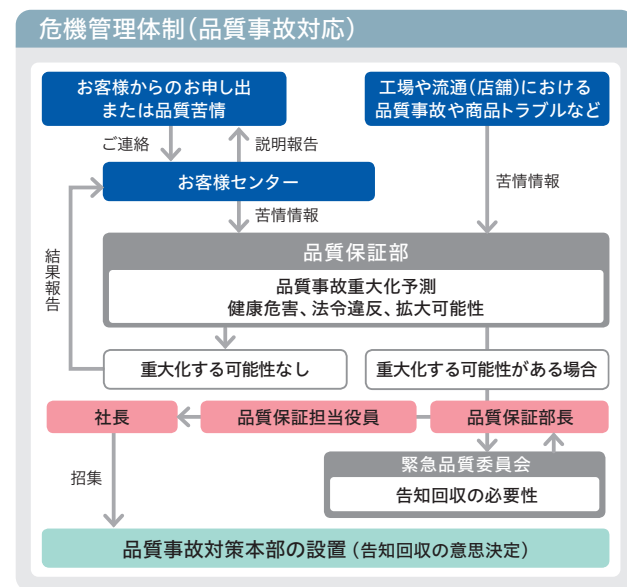 危機管理体制(品質事故対応)
お客様からのお申し出
または品質苦情
工場や流通(店舗)における
品質事故や商品トラブルなど
ご連絡
説明報告
お客様センター
苦情情報
苦情情報
品質保証部
品質事故重大化予測
健康危害、法令違反、拡大可能性
結果報告
重大化する可能性なし
重大化する可能性がある場合
社長
品質保証担当役員
品質保証部長
緊急品質委員会
告知回収の必要性
招集
品質事故対策本部の設置(告知回収の意思決定)